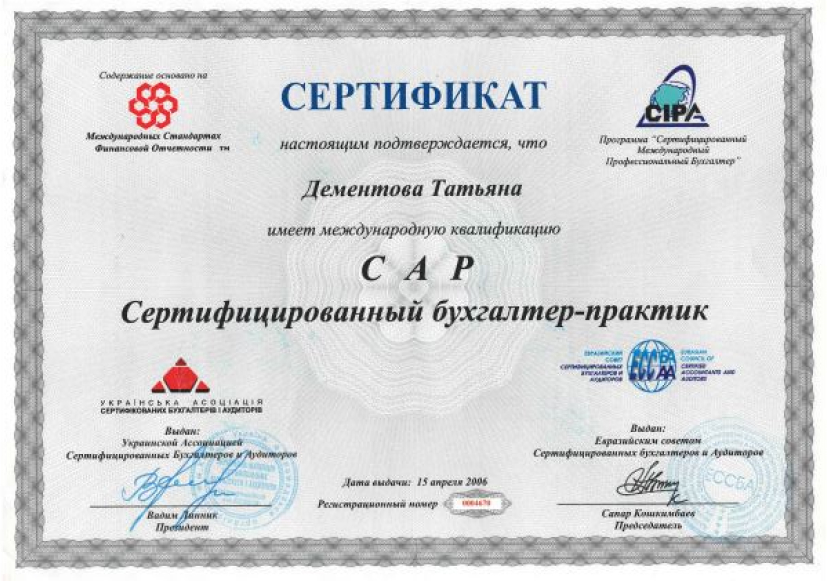 Содержание основано на
Международных Стандартах
Финансовой Отчетности ™
СЕРТИФИКАТ
CIPA
Программа "Сертифицированный
Международный
Профессиональный Бухгалтер"
настоящим подтверждается, что
Дементова Татьяна
имеет международную квалификацию
C A P
Сертифицированный бухгалтер-практик
УКРАЇНСЬКА АСОЦІАЦІЯ
СЕРТИФІКОВАНИХ БУХГАЛТЕРІВ І АУДИТОРІВ
ЕВРАЗИЙСКИЙ
СОВЕТ
СЕРТИФИЦИРОВАННЫХ
БУХГАЛТЕРОВ И
АУДИТОРОВ
ЕССБА
ECCAA
EURASIAN
COUNCIL OF
CERTIFIED
ACCOUNTANTS AND
AUDITORS
Выдан:
Украинской Ассоциацией
Сертифицированных Бухгалтеров и Аудиторов
Вадим Линник
Президент
Дата выдачи: 15 апреля 2006
Регистрационный номер 0004670
Выдан:
Евразийским советом
Сертифицированных бухгалтеров и Аудиторов
ЕССБА
Сапар Кошкимбаев
Председатель